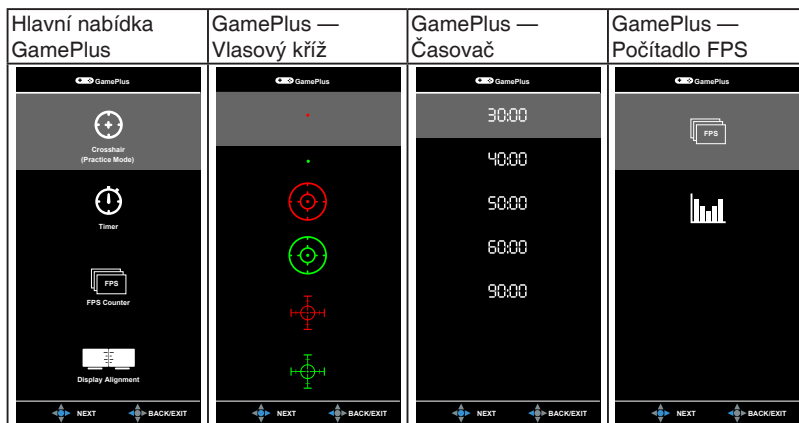 Hlavní nabídka
GamePlus
GamePlus —
Vlasový kříž
GamePlus —
Časovač
GamePlus —
Počítadlo FPS
GamePlus
Crosshair
(Practice Mode)
Timer
FPS
FPS Counter
Display Alignment
NEXT BACK/EXIT
GamePlus
NEXT BACK/EXIT
GamePlus
30:00
40:00
50:00
60:00
90:00
NEXT BACK/EXIT
GamePlus
FPS
NEXT BACK/EXIT